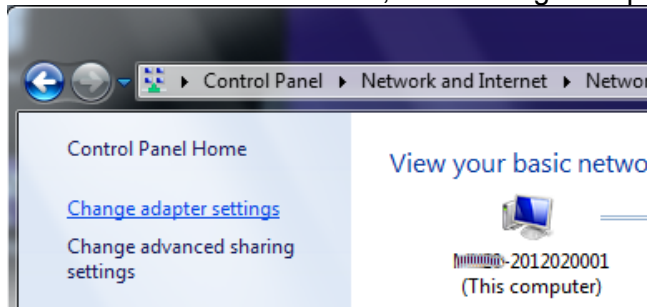 Control Panel ▸ Network and Internet ▸ Networ
Control Panel Home
View your basic netwo
Change adapter settings
Change advanced sharing
settings
-2012020001
(This computer)